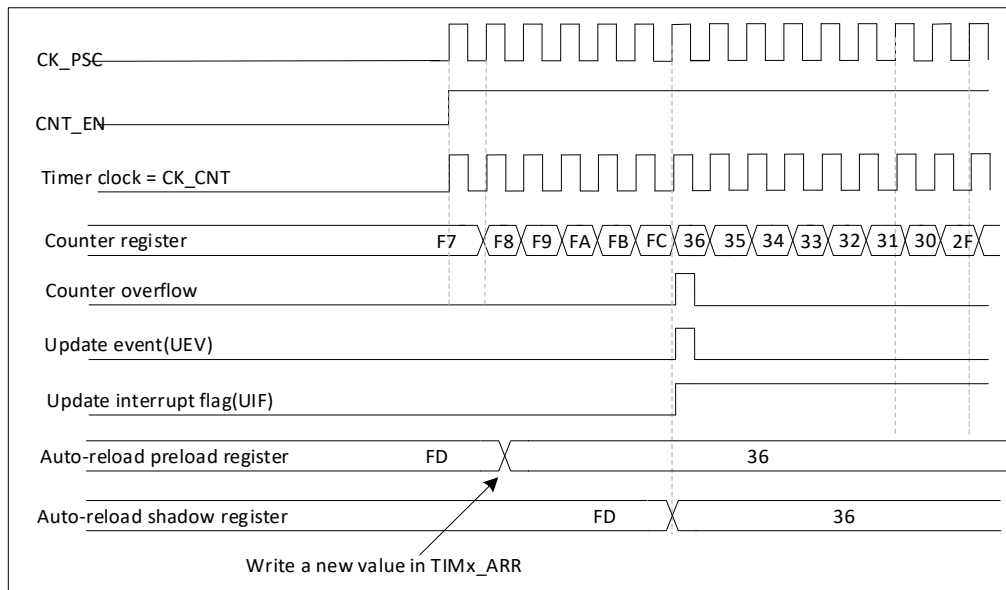 CK_PSC
CNT_EN
Timer clock = CK_CNT
Counter register F7 F8 F9 FA FB FC 36 35 34 33 32 31 30 2F
Counter overflow
Update event(UEV)
Update interrupt flag(UIF)
Auto-reload preload register FD 36
Auto-reload shadow register FD 36
Write a new value in TIMx_ARR